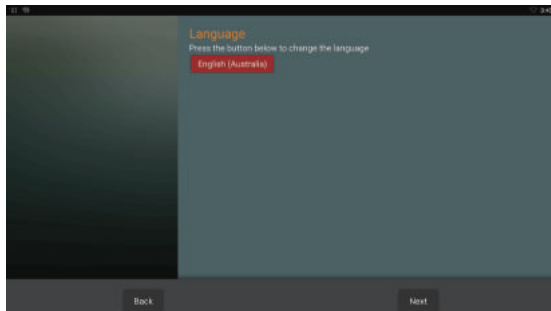 Language
Press the button below to change the language
English (Australia)
Back
Next